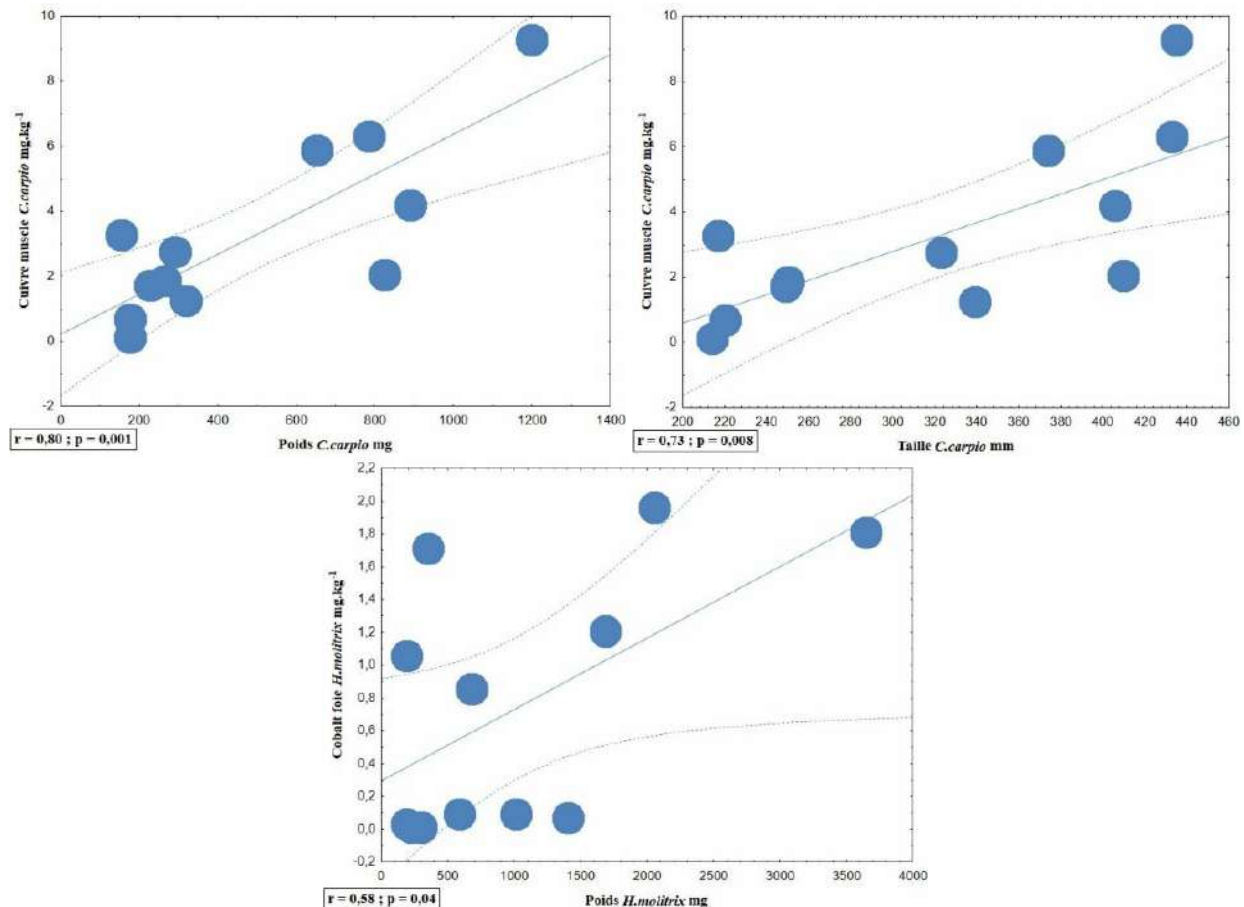 10
8
6
4
2
0
-2
Cuivre muscle C.carpio mg.kg-1
0 200 400 600 800 1000 1200 1400
Poids C.carpio mg
r = 0,80 ; p = 0,001
10
8
6
4
2
0
-2
Cuivre muscle C.carpio mg.kg-1
200 220 240 260 280 300 320 340 360 380 400 420 440 460
Taille C.carpio mm
r = 0,73 ; p = 0,008
2,2
2,0
1,8
1,6
1,4
1,2
1,0
0,8
0,6
0,4
0,2
0,0
-0,2
Cobalt foie H.molitrix mg.kg-1
0 500 1000 1500 2000 2500 3000 3500 4000
Poids H.molitrix mg
r = 0,58 ; p = 0,04